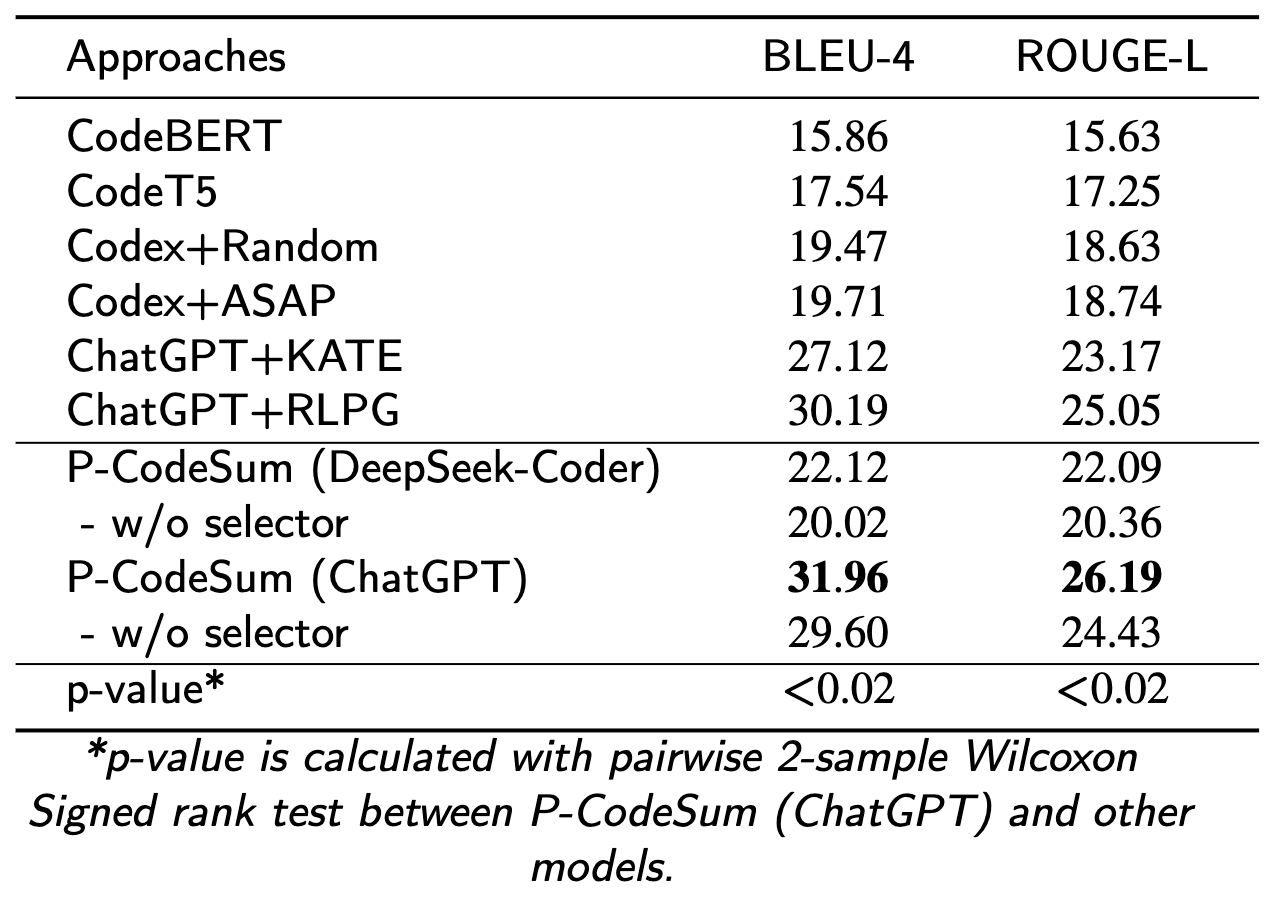 Approaches BLEU-4 ROUGE-L
CodeBERT 15.86 15.63
CodeT5 17.54 17.25
Codex+Random 19.47 18.63
Codex+ASAP 19.71 18.74
ChatGPT+KATE 27.12 23.17
ChatGPT+RLPG 30.19 25.05
P-CodeSum (DeepSeek-Coder) 22.12 22.09
- w/o selector 20.02 20.36
P-CodeSum (ChatGPT) 31.96 26.19
- w/o selector 29.60 24.43
p-value* <0.02 <0.02
*p-value is calculated with pairwise 2-sample Wilcoxon
Signed rank test between P-CodeSum (ChatGPT) and other
models.